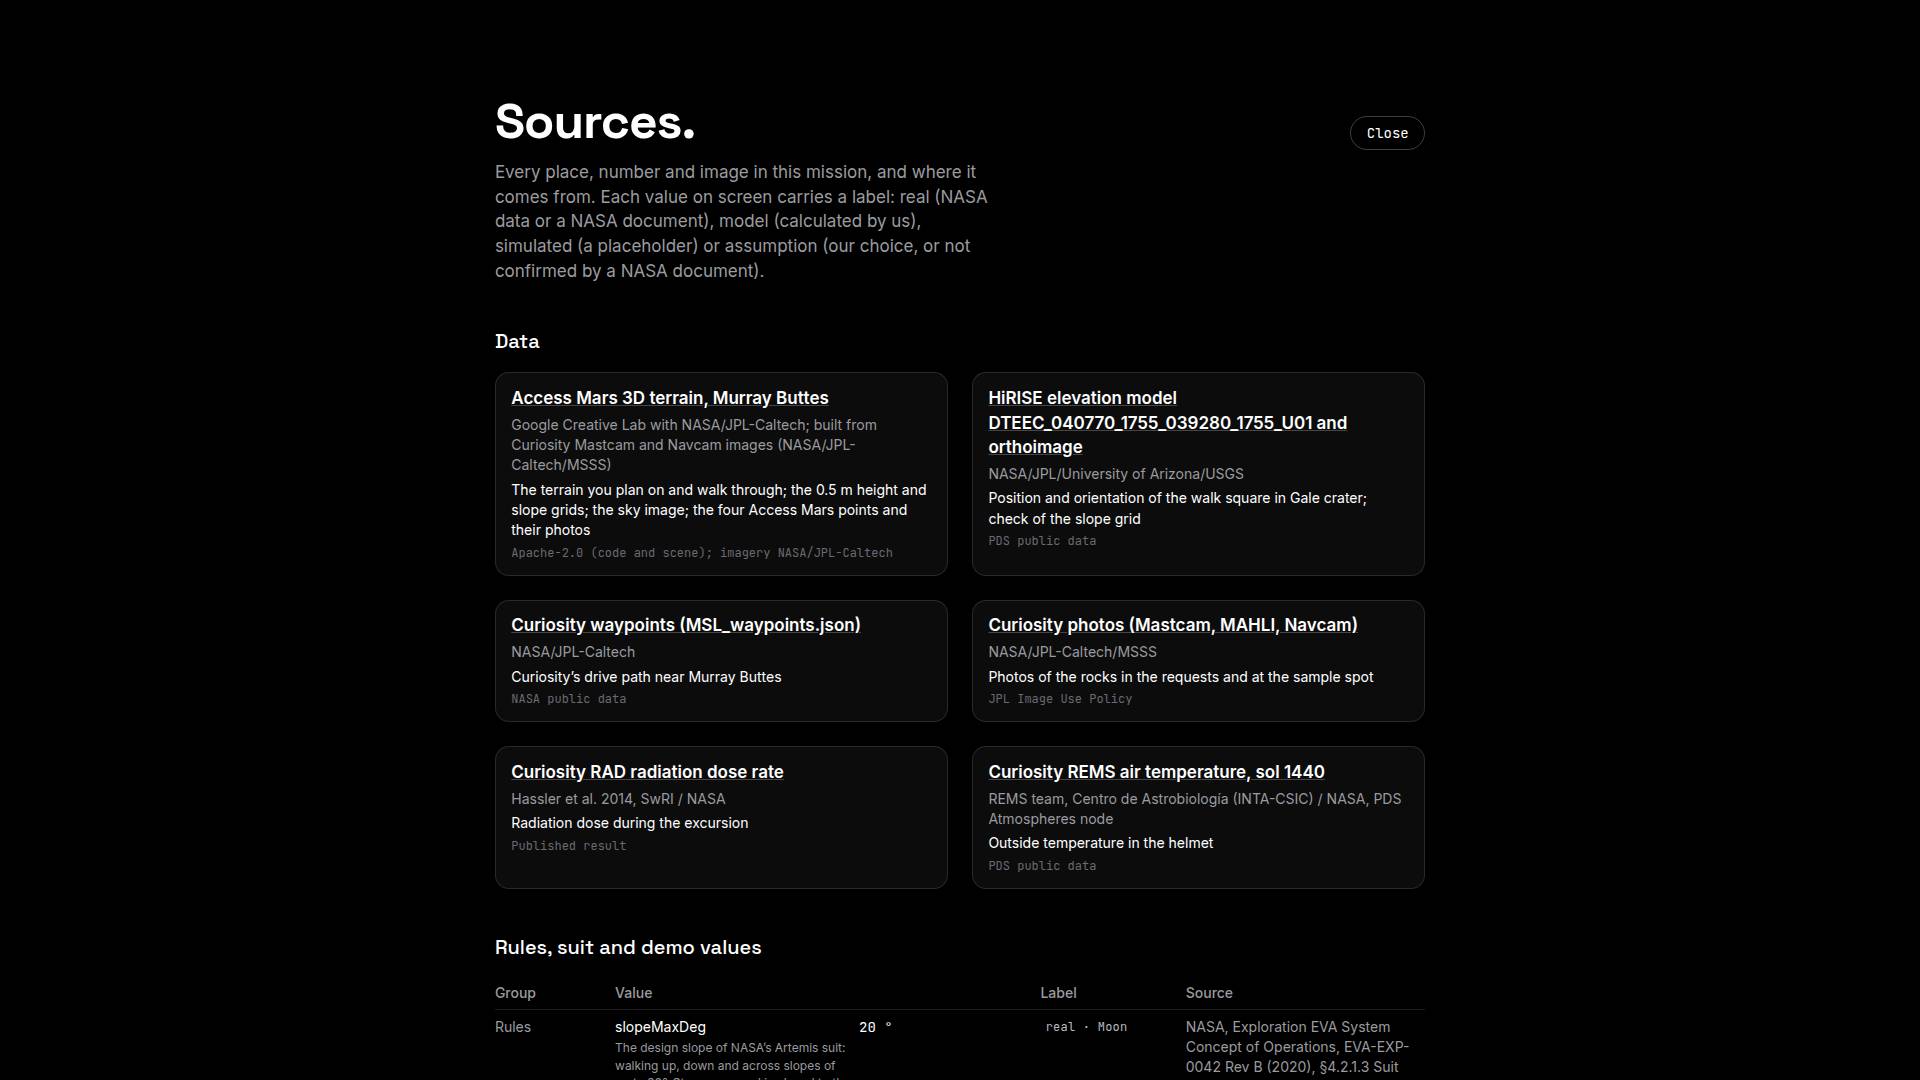 Sources.
Close
Every place, number and image in this mission, and where it
comes from. Each value on screen carries a label: real (NASA
data or a NASA document), model (calculated by us),
simulated (a placeholder) or assumption (our choice, or not
confirmed by a NASA document).
Data
Access Mars 3D terrain, Murray Buttes
Google Creative Lab with NASA/JPL-Caltech; built from
Curiosity Mastcam and Navcam images (NASA/JPL-
Caltech/MSSS)
The terrain you plan on and walk through; the 0.5 m height and
slope grids; the sky image; the four Access Mars points and
their photos
Apache-2.0 (code and scene); imagery NASA/JPL-Caltech
HiRISE elevation model
DTEEC_040770_1755_039280_1755_U01 and
orthoimage
NASA/JPL/University of Arizona/USGS
Position and orientation of the walk square in Gale crater;
check of the slope grid
PDS public data
Curiosity waypoints (MSL_waypoints.json)
NASA/JPL-Caltech
Curiosity’s drive path near Murray Buttes
NASA public data
Curiosity photos (Mastcam, MAHLI, Navcam)
NASA/JPL-Caltech/MSSS
Photos of the rocks in the requests and at the sample spot
JPL Image Use Policy
Curiosity RAD radiation dose rate
Hassler et al. 2014, SwRI / NASA
Radiation dose during the excursion
Published result
Curiosity REMS air temperature, sol 1440
REMS team, Centro de Astrobiología (INTA-CSIC) / NASA, PDS
Atmospheres node
Outside temperature in the helmet
PDS public data
Rules, suit and demo values
Group Value Label Source
Rules slopeMaxDeg 20 ° real · Moon NASA, Exploration EVA System
Concept of Operations, EVA-EXP-
0042 Rev B (2020), §4.2.1.3 Suit
The design slope of NASA’s Artemis suit:
walking up, down and across slopes of